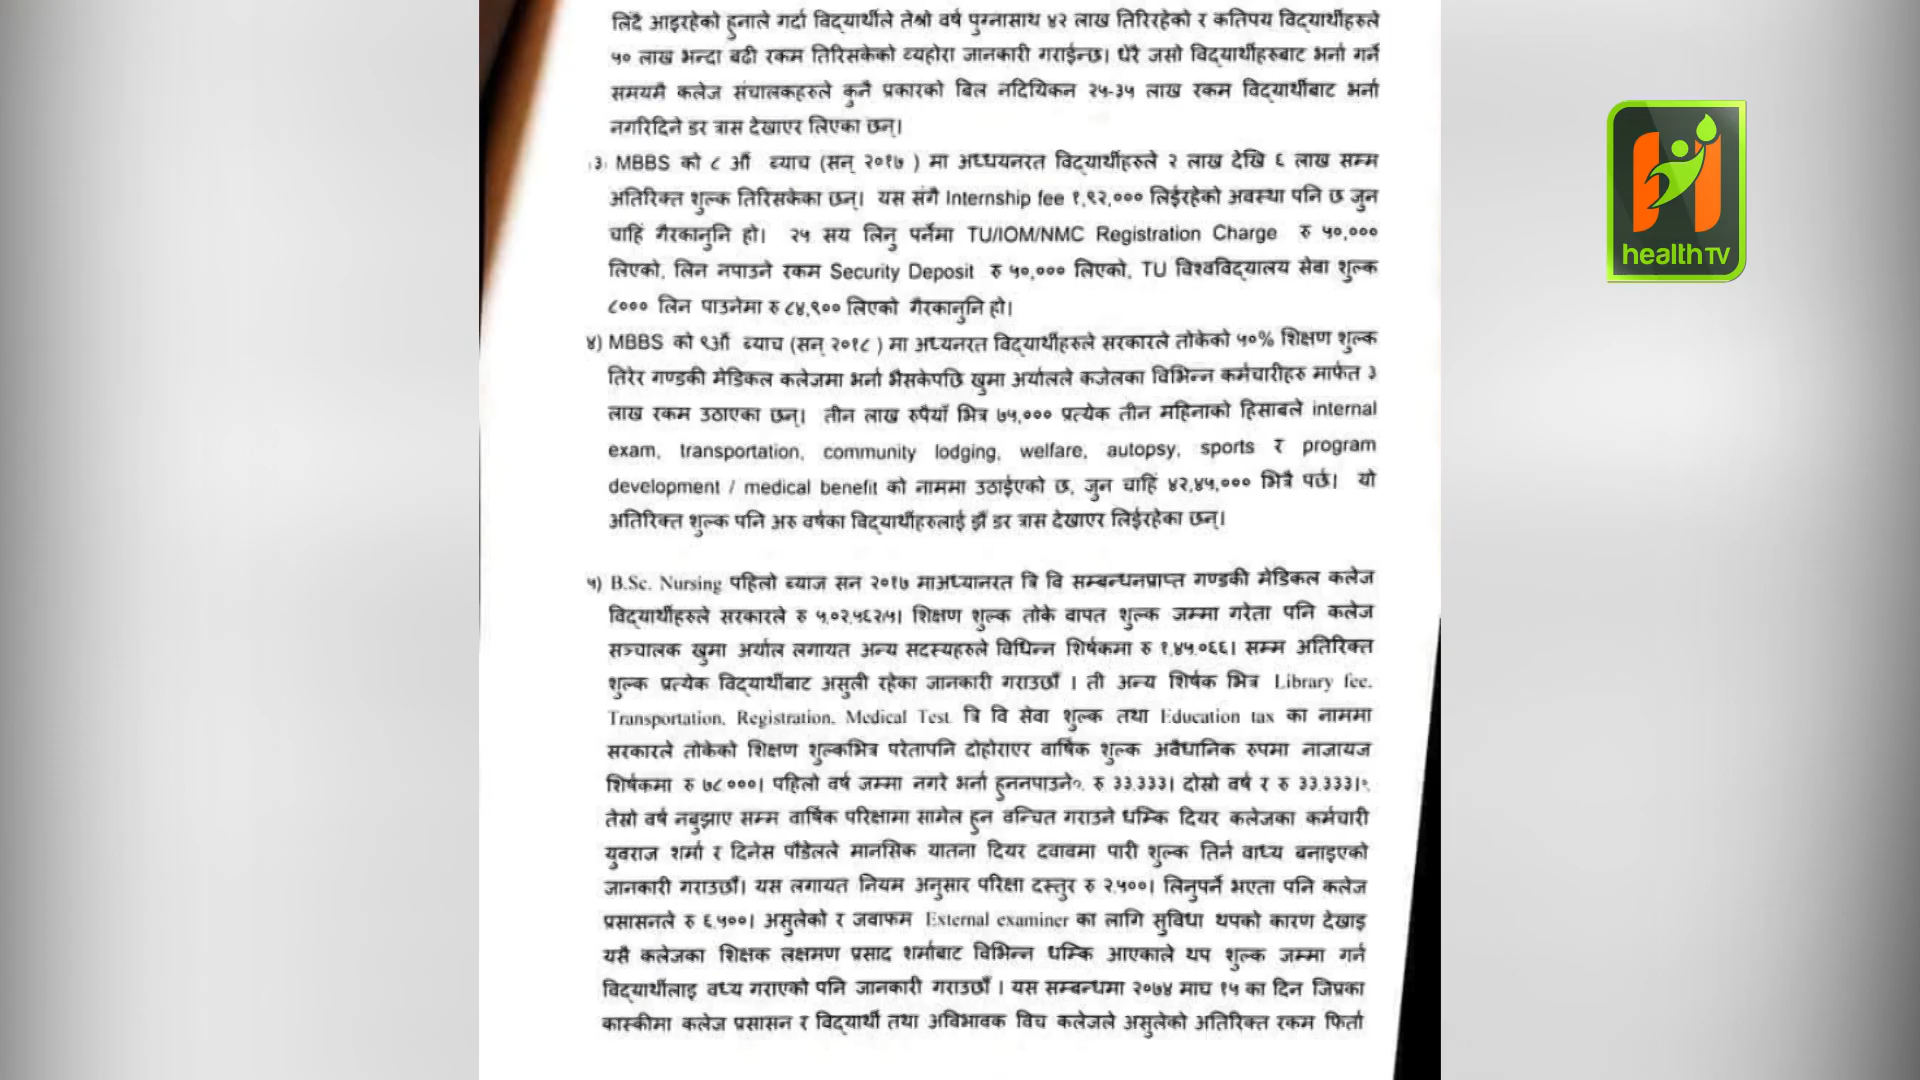 लिंदै आइरहेको हुनाले गर्दा विद्यार्थीले तेश्रो वर्ष पुग्नासाथ ४२ लाख तिरिरहेको र कतिपय विद्यार्थीहरुले
५० लाख भन्दा बढी रकम तिरिसकेको व्यहोरा जानकारी गराईन्छ। धेरै जसो विद्यार्थीहरुबाट भर्ना गर्ने
समयमै कलेज संचालकहरुले कुनै प्रकारको बिल नदियिकन २५-३५ लाख रकम विद्यार्थीबाट भर्ना
नगरिदिने डर त्रास देखाएर लिएका छन्।
३) MBBS को ८ औं ब्याच (सन् २०१७ ) मा अध्ययनरत विद्यार्थीहरुले २ लाख देखि ६ लाख सम्म
अतिरिक्त शुल्क तिरिसकेका छन्। यस संगै Internship fee १,९२,००० लिईरहेको अवस्था पनि छ जुन
चाहिं गैरकानुनि हो। २५ सय लिनु पर्नेमा TU/IOM/NMC Registration Charge रु ५०,०००
लिएको, लिन नपाउने रकम Security Deposit रु ५०,००० लिएको, TU विश्वविद्यालय सेवा शुल्क
८००० लिन पाउनेमा रु ८४,९०० लिएको गैरकानुनि हो।
४) MBBS को ९औं ब्याच (सन् २०१८ ) मा अध्यनरत विद्यार्थीहरुले सरकारले तोकेको ५०% शिक्षण शुल्क
तिरेर गण्डकी मेडिकल कलेजमा भर्ना भैसकेपछि खुमा अर्यालले कजेलका विभिन्न कर्मचारीहरु मार्फत ३
लाख रकम उठाएका छन्। तीन लाख रुपैयाँ भित्र ७५,००० प्रत्येक तीन महिनाको हिसाबले internal
exam, transportation, community lodging, welfare, autopsy, sports र program
development / medical benefit को नाममा उठाईएको छ, जुन चाहिं ४२,४५,००० भित्रै पर्छ। यो
अतिरिक्त शुल्क पनि अरु वर्षका विद्यार्थीहरुलाई झैं डर त्रास देखाएर लिईरहेका छन्।
५) B.Sc. Nursing पहिलो ब्याज सन २०१७ माअध्यानरत त्रि वि सम्बन्धनप्राप्त गण्डकी मेडिकल कलेज
विद्यार्थीहरुले सरकारले रु शिक्षण शुल्क तोके वापत शुल्क जम्मा गरेता पनि कलेज
सञ्चालक खुमा अर्याल लगायत अन्य सदस्यहरुले विभिन्न शिर्षकमा रु १,४५,०६६। सम्म अतिरिक्त
शुल्क प्रत्येक विद्यार्थीबाट असुली रहेका जानकारी गराउछौं । ती अन्य शिर्षक भित्र Library fee,
Transportation, Registration, Medical Test, त्रि वि सेवा शुल्क तथा Education tax का नाममा
सरकारले तोकेको शिक्षण शुल्कभित्र परेतापनि दोहोराएर वार्षिक शुल्क अवैधानिक रुपमा नाजायज
शिर्षकमा रु ७८,०००। पहिलो वर्ष जम्मा नगरे भर्ना हुननपाउने रु ३३,३३३। दोस्रो वर्ष र रु ३३,३३३।
तेस्रो वर्ष नबुझाए सम्म वार्षिक परिक्षामा सामेल हुन वन्चित गराउने धम्कि दियर कलेजका कर्मचारी
युवराज शर्मा र दिनेस पौडेलले मानसिक यातना दियर दवावमा पारी शुल्क तिर्न वाध्य बनाइएको
जानकारी गराउछौं। यस लगायत नियम अनुसार परिक्षा दस्तुर रु २,५००। लिनुपर्ने भएता पनि कलेज
प्रसासनले रु ६,५००। असुलेको र जवाफम External examiner का लागि सुविधा थपको कारण देखाइ
यसै कलेजका शिक्षक लक्षमण प्रसाद शर्माबाट विभिन्न धम्कि आएकाले थप शुल्क जम्मा गर्न
विद्यार्थीलाइ वध्य गराएको पनि जानकारी गराउछौं । यस सम्बन्धमा २०७४ माघ १५ का दिन जिप्रका
कास्कीमा कलेज प्रसासन र विद्यार्थी तथा अविभावक विच कलेजले असुलेको अतिरिक्त रकम फिर्ता
health TV